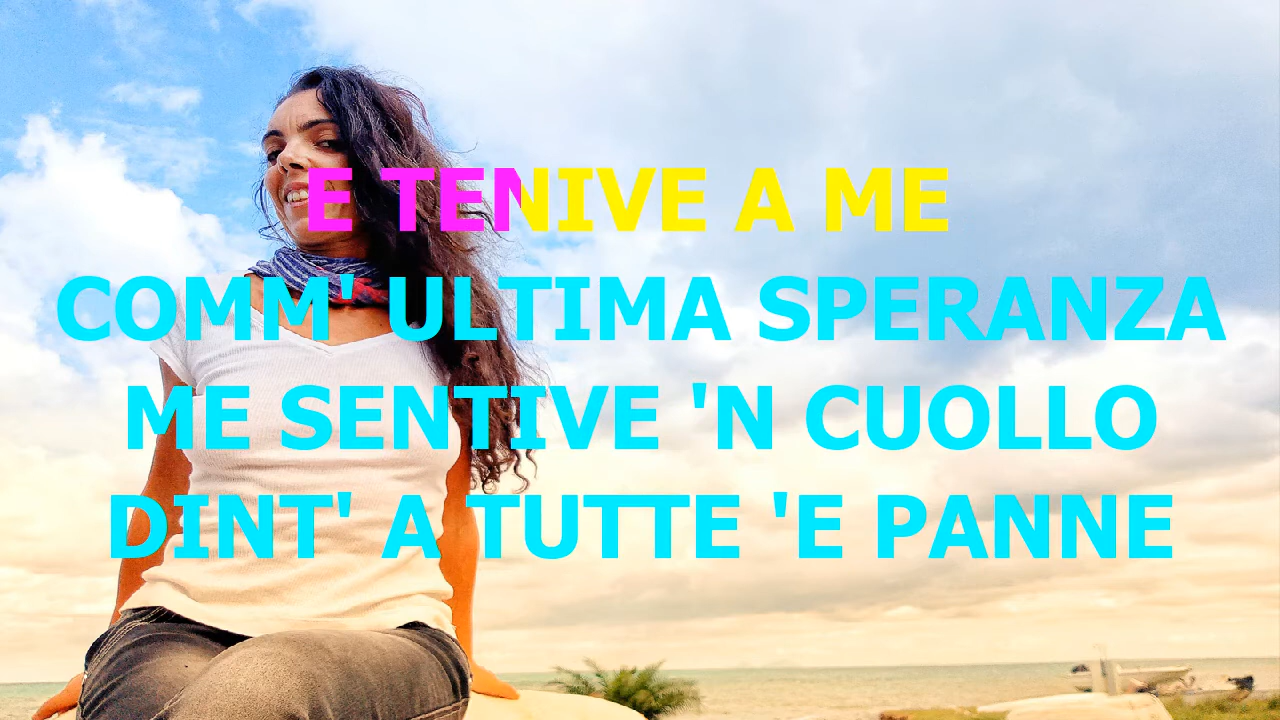 E TENIVE A ME
COMM' ULTIMA SPERANZA
ME SENTIVE 'N CUOLLO
DINT' A TUTTE 'E PANNE